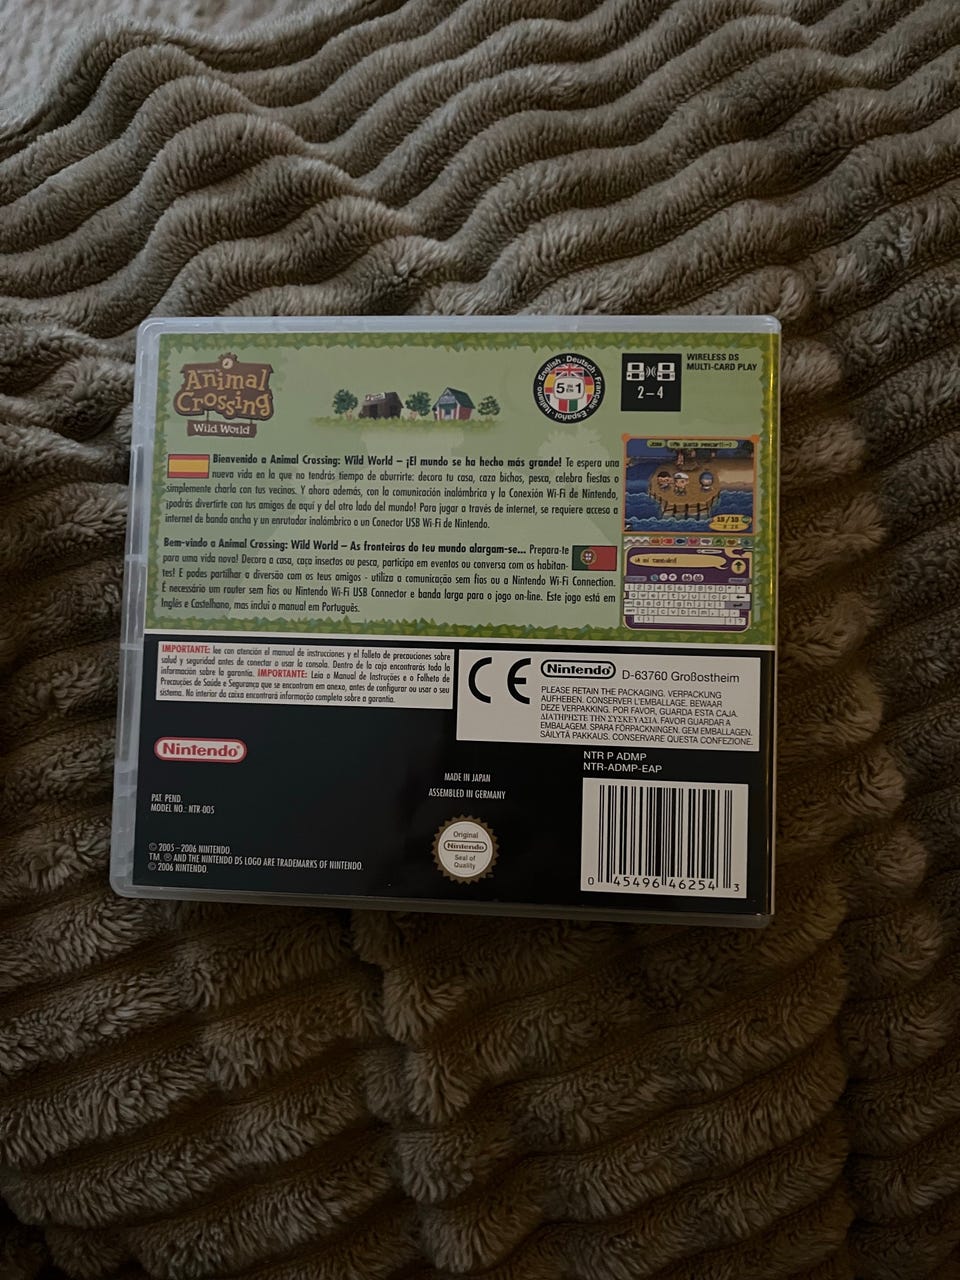 Animal
Crossing
Wild World
English · Deutsch · Français · Español · Italiano
5 IN EN 1
WIRELESS DS
MULTI-CARD PLAY
2–4
Bienvenido a Animal Crossing: Wild World – ¡El mundo se ha hecho más grande! Te espera una
nueva vida en la que no tendrás tiempo de aburrirte: decora tu casa, caza bichos, pesca, celebra fiestas o
simplemente charla con tus vecinos. Y ahora además, con la comunicación inalámbrica y la Conexión Wi-Fi de Nintendo,
¡podrás divertirte con tus amigos de aquí y del otro lado del mundo! Para jugar a través de internet, se requiere acceso a
internet de banda ancha y un enrutador inalámbrico o un Conector USB Wi-Fi de Nintendo.
Bem-vindo a Animal Crossing: Wild World – As fronteiras do teu mundo alargam-se... Prepara-te
para uma vida nova! Decora a casa, caça insectos ou pesca, participa em eventos ou conversa com os habitan-
tes! E podes partilhar a diversão com os teus amigos - utiliza a comunicação sem fios ou a Nintendo Wi-Fi Connection.
É necessário um router sem fios ou Nintendo Wi-Fi USB Connector e banda larga para o jogo on-line. Este jogo está em
Inglês e Castelhano, mas inclui o manual em Português.
IMPORTANTE: lee con atención el manual de instrucciones y el folleto de precauciones sobre
salud y seguridad antes de conectar o usar la consola. Dentro de la caja encontrarás toda la
información sobre la garantía. IMPORTANTE: Leia o Manual de Instruções e o Folheto de
Precauções de Saúde e Segurança que se encontram em anexo, antes de configurar ou usar o seu
sistema. No interior da caixa encontrará informação completa sobre a garantia.
CE
Nintendo®
D-63760 Großostheim
PLEASE RETAIN THE PACKAGING. VERPACKUNG
AUFHEBEN. CONSERVER L'EMBALLAGE. BEWAAR
DEZE VERPAKKING. POR FAVOR, GUARDA ESTA CAJA.
ΔΙΑΤΗΡΗΣΤΕ ΤΗΝ ΣΥΣΚΕΥΑΣΙΑ. FAVOR GUARDAR A
EMBALAGEM. SPARA FÖRPACKNINGEN. GEM EMBALLAGEN.
SÄILYTÄ PAKKAUS. CONSERVARE QUESTA CONFEZIONE.
NTR P ADMP
NTR-ADMP-EAP
Nintendo®
MADE IN JAPAN
ASSEMBLED IN GERMANY
PAT. PEND.
MODEL NO.: NTR-005
Original
Nintendo
Seal of
Quality
© 2005–2006 NINTENDO.
TM, ® AND THE NINTENDO DS LOGO ARE TRADEMARKS OF NINTENDO.
© 2006 NINTENDO.
0 45496 46254 3